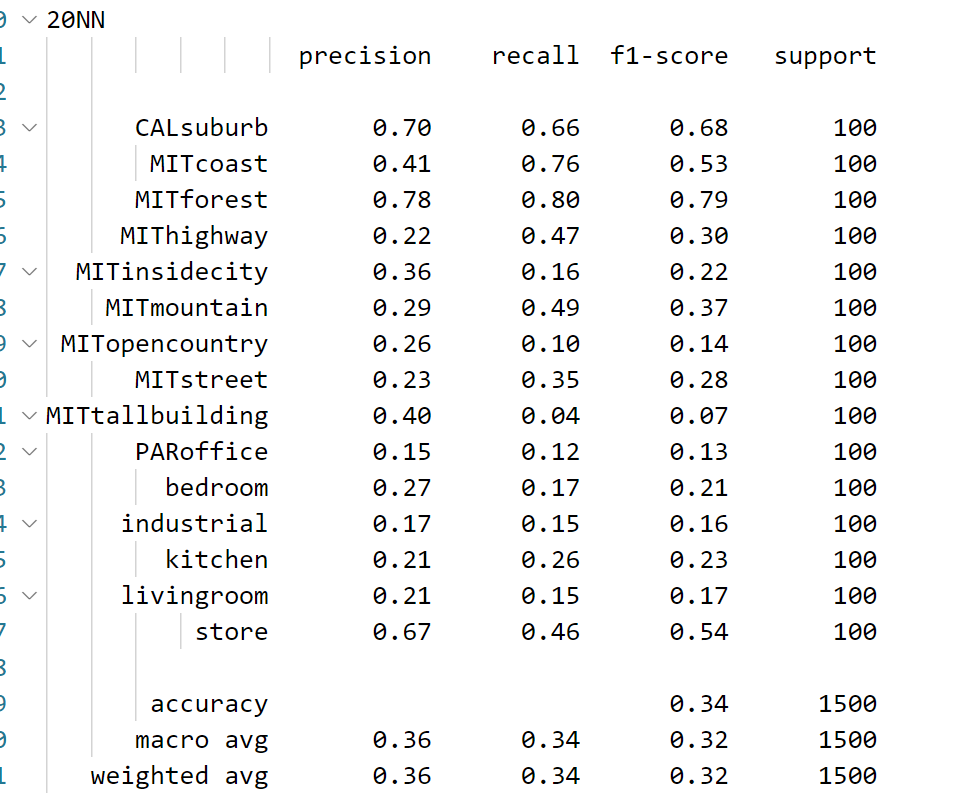 20NN
precision recall f1-score support
CALsuburb 0.70 0.66 0.68 100
MITcoast 0.41 0.76 0.53 100
MITforest 0.78 0.80 0.79 100
MIThighway 0.22 0.47 0.30 100
MITinsidecity 0.36 0.16 0.22 100
MITmountain 0.29 0.49 0.37 100
MITopencountry 0.26 0.10 0.14 100
MITstreet 0.23 0.35 0.28 100
MITtallbuilding 0.40 0.04 0.07 100
PARoffice 0.15 0.12 0.13 100
bedroom 0.27 0.17 0.21 100
industrial 0.17 0.15 0.16 100
kitchen 0.21 0.26 0.23 100
livingroom 0.21 0.15 0.17 100
store 0.67 0.46 0.54 100
accuracy 0.34 1500
macro avg 0.36 0.34 0.32 1500
weighted avg 0.36 0.34 0.32 1500